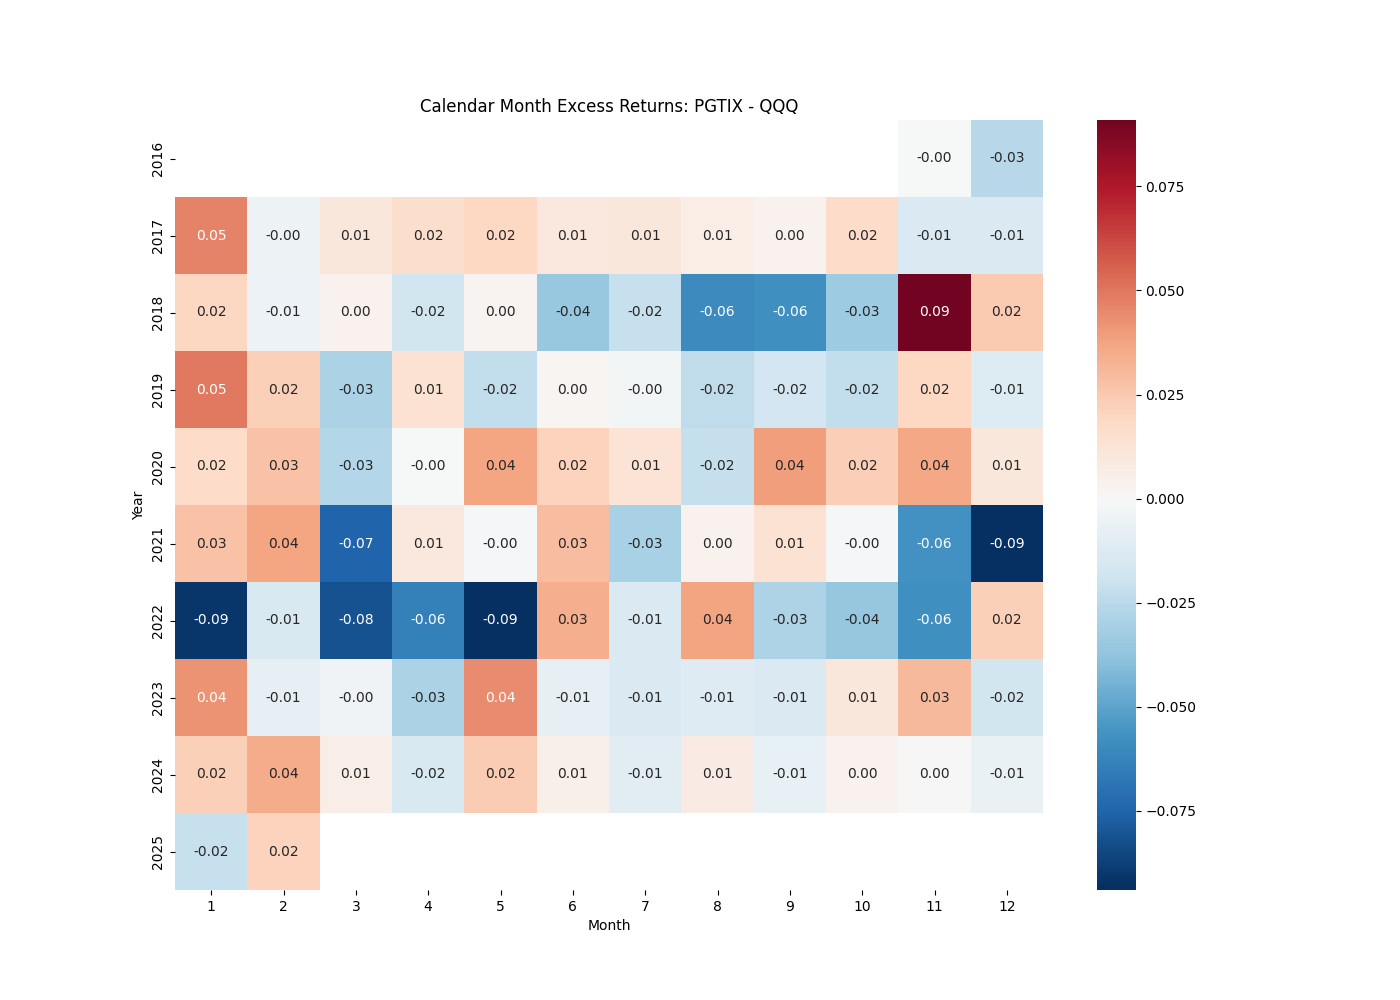 Calendar Month Excess Returns: PGTIX - QQQ
2016 -0.00 -0.03
2017 0.05 -0.00 0.01 0.02 0.02 0.01 0.01 0.01 0.00 0.02 -0.01 -0.01
2018 0.02 -0.01 0.00 -0.02 0.00 -0.04 -0.02 -0.06 -0.06 -0.03 0.09 0.02
2019 0.05 0.02 -0.03 0.01 -0.02 0.00 -0.00 -0.02 -0.02 -0.02 0.02 -0.01
2020 0.02 0.03 -0.03 -0.00 0.04 0.02 0.01 -0.02 0.04 0.02 0.04 0.01
Year
2021 0.03 0.04 -0.07 0.01 -0.00 0.03 -0.03 0.00 0.01 -0.00 -0.06 -0.09
2022 -0.09 -0.01 -0.08 -0.06 -0.09 0.03 -0.01 0.04 -0.03 -0.04 -0.06 0.02
2023 0.04 -0.01 -0.00 -0.03 0.04 -0.01 -0.01 -0.01 -0.01 0.01 0.03 -0.02
2024 0.02 0.04 0.01 -0.02 0.02 0.01 -0.01 0.01 -0.01 0.00 0.00 -0.01
2025 -0.02 0.02
1 2 3 4 5 6 7 8 9 10 11 12
Month
0.075
0.050
0.025
0.000
−0.025
−0.050
−0.075